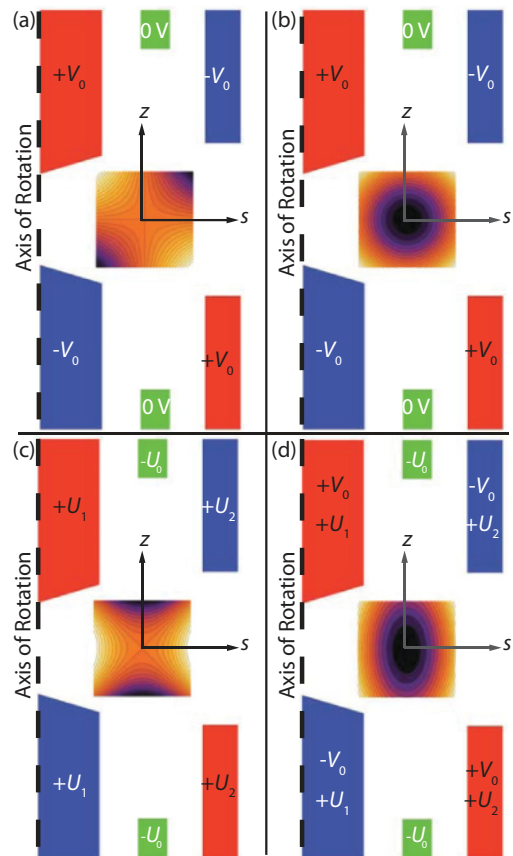 (a)
+V₀
0 V
-V₀
z
s
Axis of Rotation
-V₀
+V₀
0 V
(b)
+V₀
0 V
-V₀
z
s
Axis of Rotation
-V₀
+V₀
0 V
(c)
+U₁
-U₀
+U₂
z
s
Axis of Rotation
+U₁
+U₂
-U₀
(d)
+V₀
+U₁
-U₀
-V₀
+U₂
z
s
Axis of Rotation
-V₀
+U₁
+V₀
+U₂
-U₀